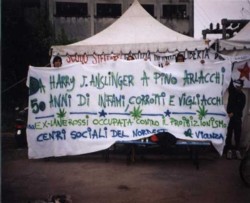 DA HARRY J. ANSLINGER A PINO ARLACCHI
50 ANNI DI INFAMI, CORROTTI E VIGLIACCHI
EX-LANEROSSI OCCUPATA CONTRO IL PROIBIZIONISMO
CENTRI SOCIALI DEL NORDEST VICENZA